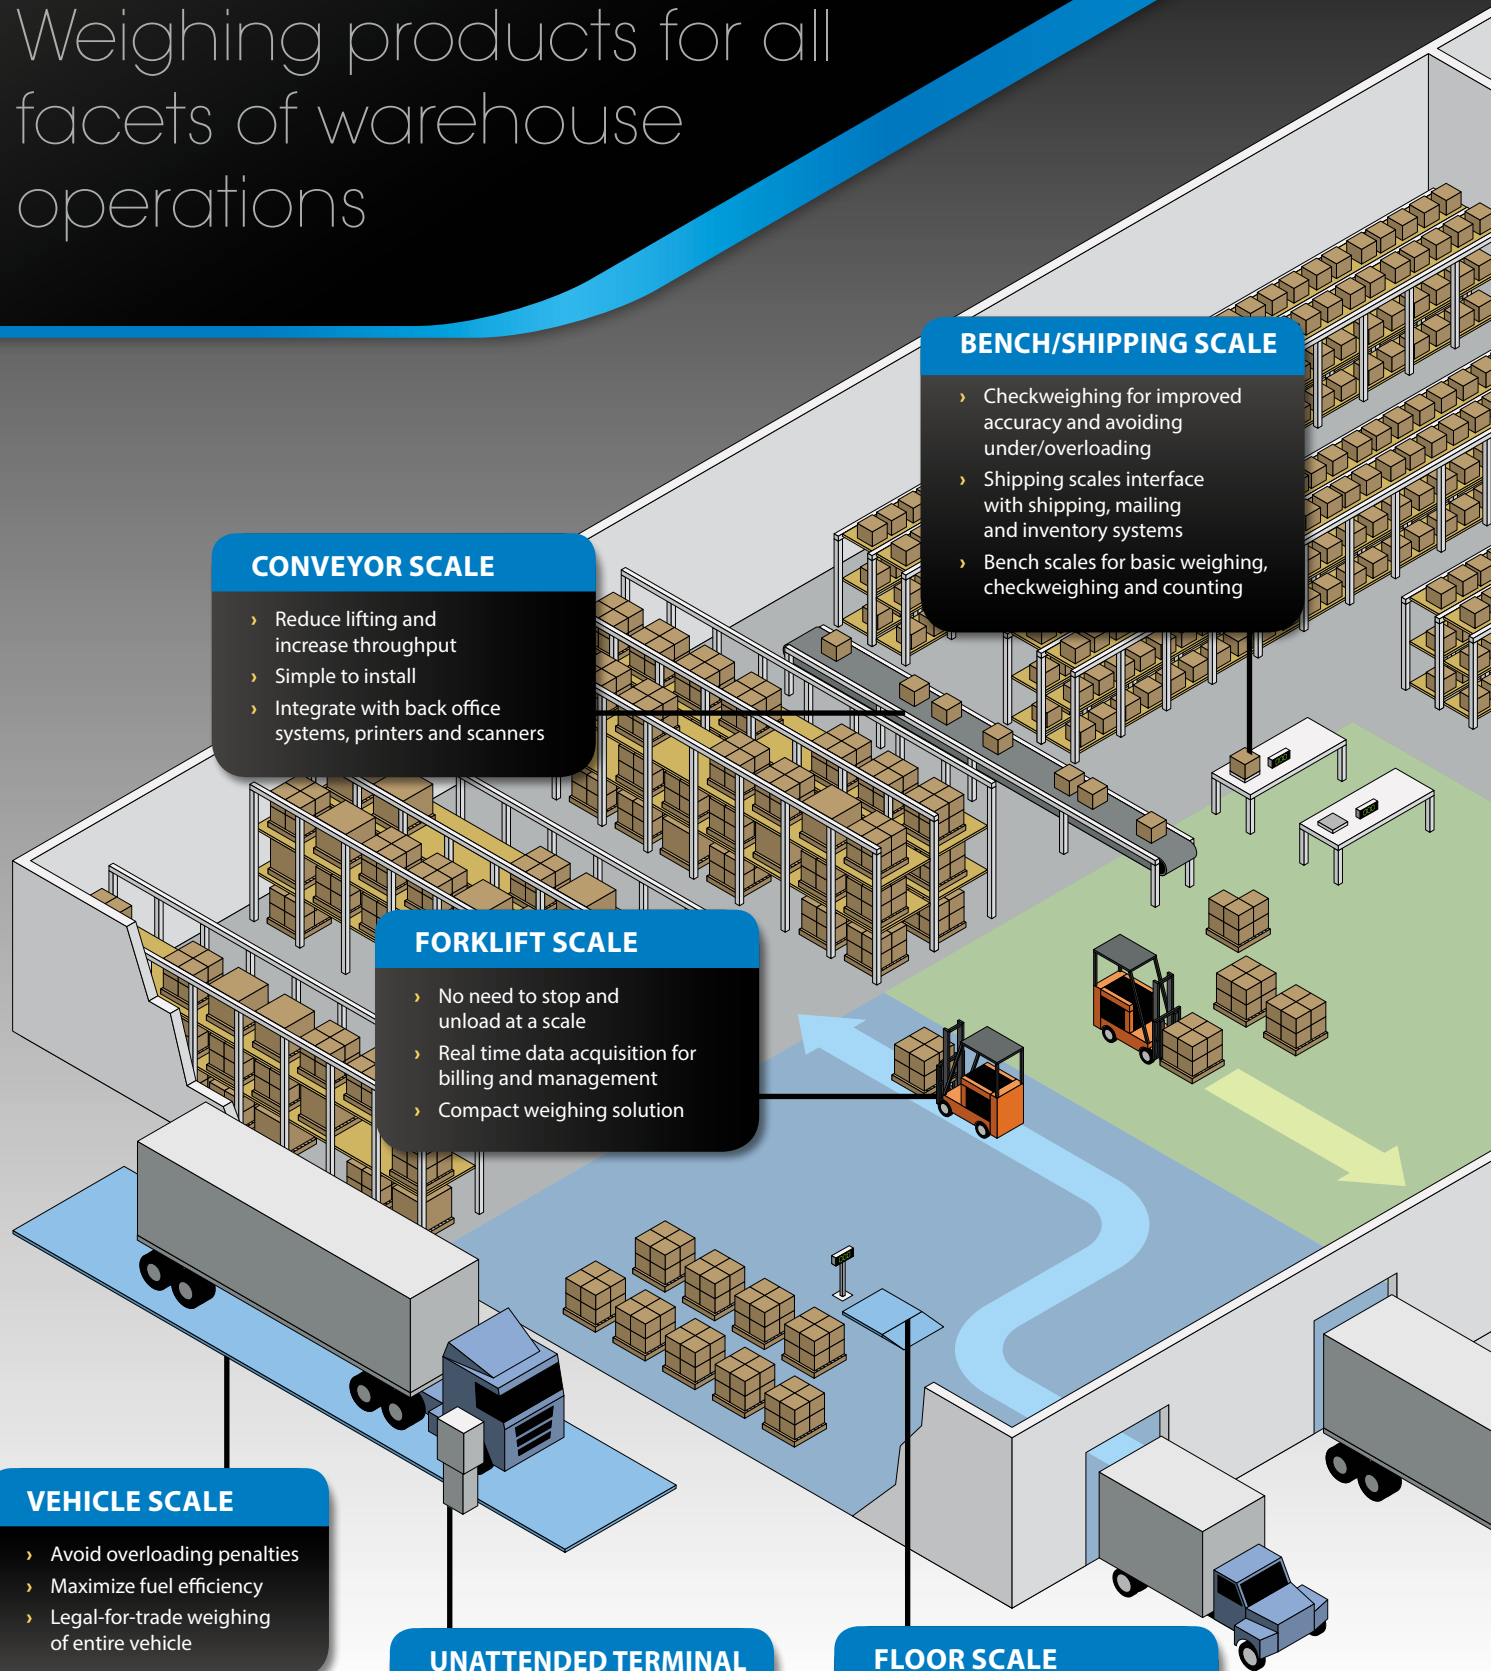 Weighing products for all
facets of warehouse
operations
BENCH/SHIPPING SCALE
› Checkweighing for improved
accuracy and avoiding
under/overloading
› Shipping scales interface
with shipping, mailing
and inventory systems
› Bench scales for basic weighing,
checkweighing and counting
CONVEYOR SCALE
› Reduce lifting and
increase throughput
› Simple to install
› Integrate with back office
systems, printers and scanners
FORKLIFT SCALE
› No need to stop and
unload at a scale
› Real time data acquisition for
billing and management
› Compact weighing solution
VEHICLE SCALE
› Avoid overloading penalties
› Maximize fuel efficiency
› Legal-for-trade weighing
of entire vehicle
UNATTENDED TERMINAL
FLOOR SCALE